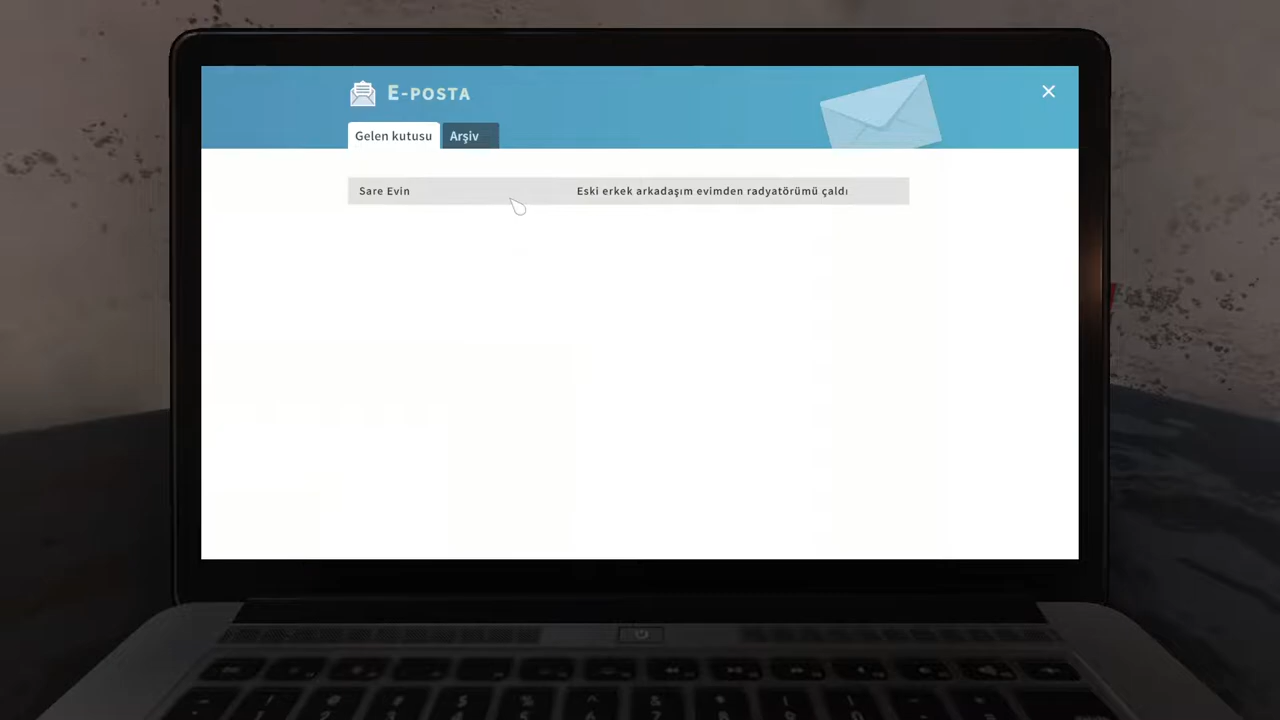 E-POSTA
Gelen kutusu
Arşiv
Sare Evin
Eski erkek arkadaşım evimden radyatörümü çaldı